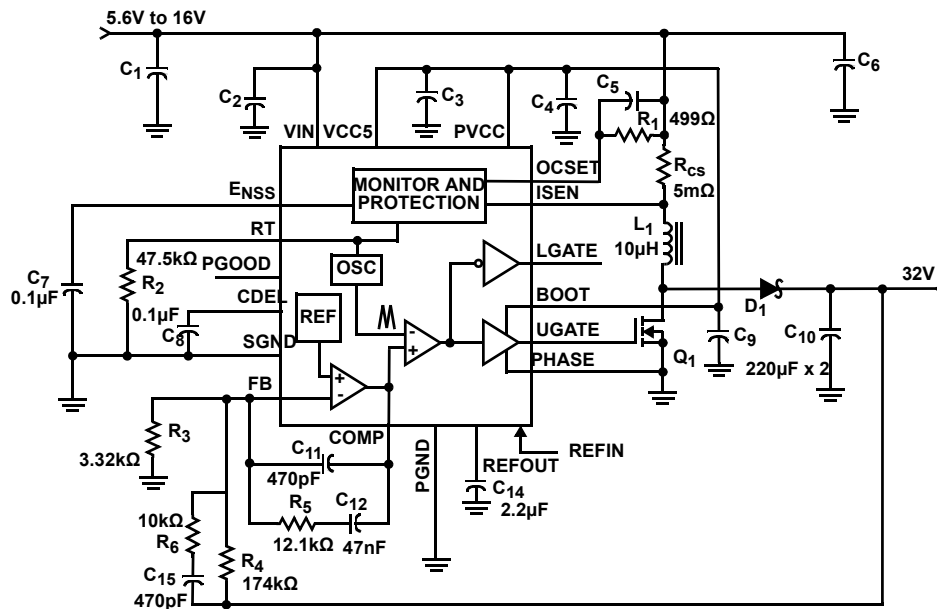 5.6V to 16V
C1
C2
C3
C4
C5
C6
R1
499Ω
VIN
VCC5
PVCC
OCSET
RCS
5mΩ
ENSS
MONITOR AND
PROTECTION
ISEN
RT
L1
10µH
47.5kΩ
OSC
LGATE
C7
0.1µF
R2
PGOOD
32V
CDEL
BOOT
D1
0.1µF
C8
REF
UGATE
C9
C10
SGND
PHASE
Q1
220µF x 2
+
-
-
+
FB
R3
3.32kΩ
COMP
C11
470pF
PGND
REFOUT
REFIN
C14
2.2µF
R5
12.1kΩ
C12
47nF
10kΩ
R6
R4
174kΩ
C15
470pF